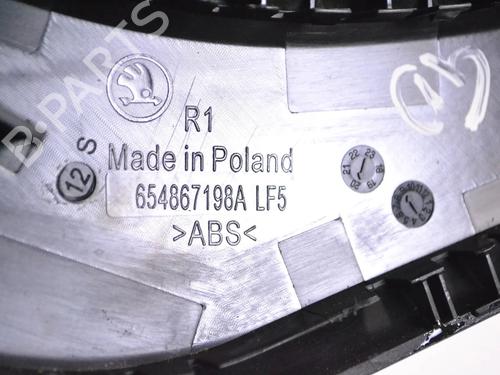 B-PARTS
R1
Made in Poland
654867198A LF5
>ABS<
S
12